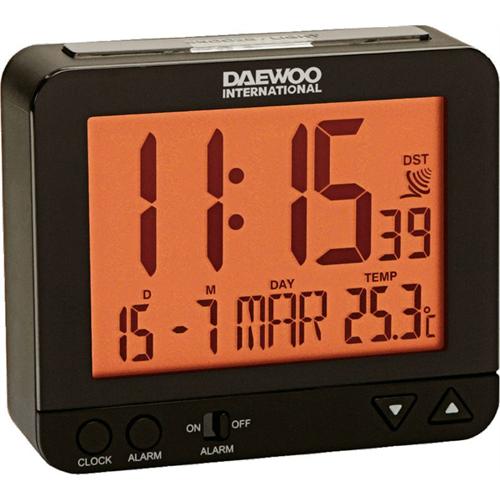 DAEWOO
INTERNATIONAL
11:15 39
DST
D M DAY TEMP
15 -7 MAR 25.3°C
CLOCK ALARM ON OFF
ALARM